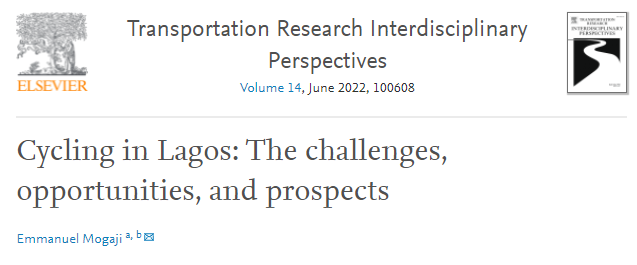 Transportation Research Interdisciplinary
Perspectives
Volume 14, June 2022, 100608
ELSEVIER
TRANSPORTATION RESEARCH
INTERDISCIPLINARY
PERSPECTIVES
Cycling in Lagos: The challenges,
opportunities, and prospects
Emmanuel Mogaji a, b